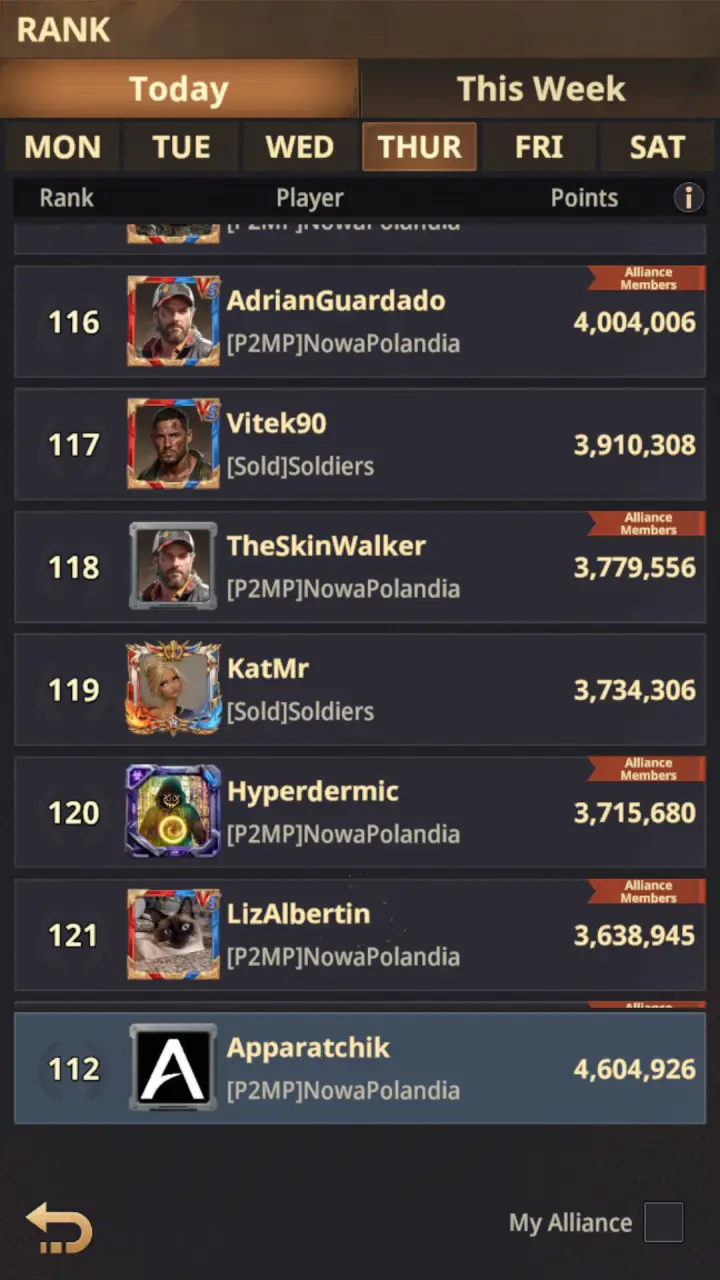 RANK
Today
This Week
MON
TUE
WED
THUR
FRI
SAT
Rank
Player
Points
[P2MP]NowaPolandia
116
AdrianGuardado
[P2MP]NowaPolandia
Alliance
Members
4,004,006
117
Vitek90
[Sold]Soldiers
3,910,308
118
TheSkinWalker
[P2MP]NowaPolandia
Alliance
Members
3,779,556
119
KatMr
[Sold]Soldiers
3,734,306
120
Hyperdermic
[P2MP]NowaPolandia
Alliance
Members
3,715,680
121
LizAlbertin
[P2MP]NowaPolandia
Alliance
Members
3,638,945
Alliance
112
Apparatchik
[P2MP]NowaPolandia
4,604,926
My Alliance